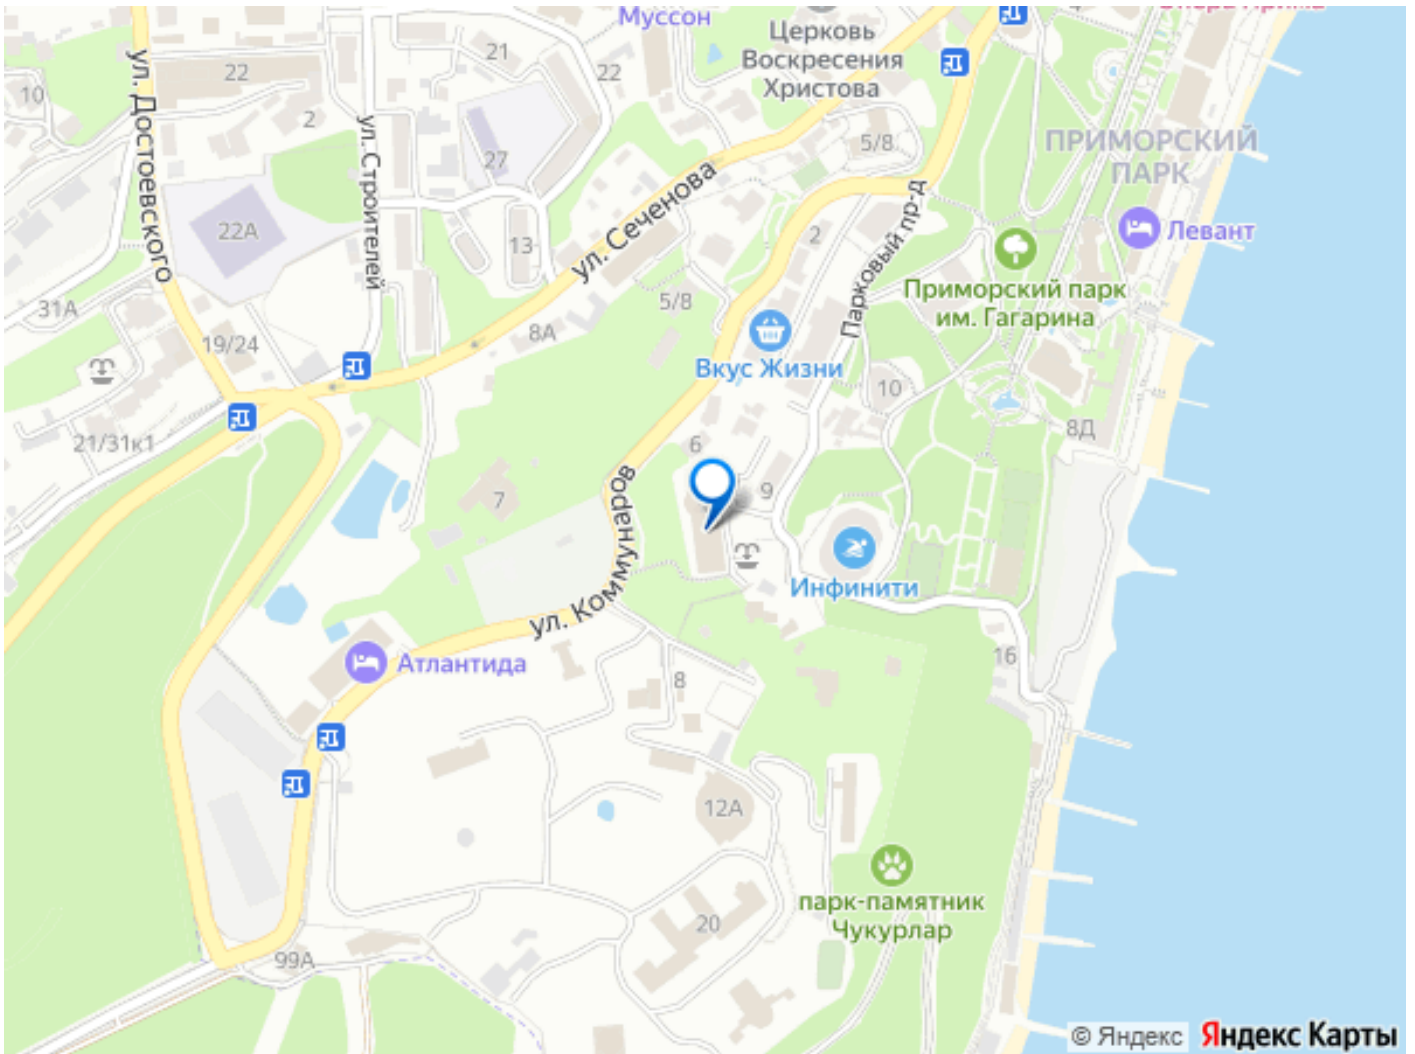 Муссон
Церковь
Воскресения
Христова
21
22
22
10
2
ул. Достоевского
ул. Строителей
27
5/8
ПРИМОРСКИЙ
ПАРК
22А
13
ул. Сеченова
2
Парковый пр-д
Левант
Приморский парк
им. Гагарина
31А
5/8
8А
19/24
Вкус Жизни
10
21/31к1
8Д
6
7
9
ул. Коммунаров
Инфинити
Атлантида
8
16
12А
парк-памятник
Чукурлар
20
99А
© Яндекс
Яндекс Карты